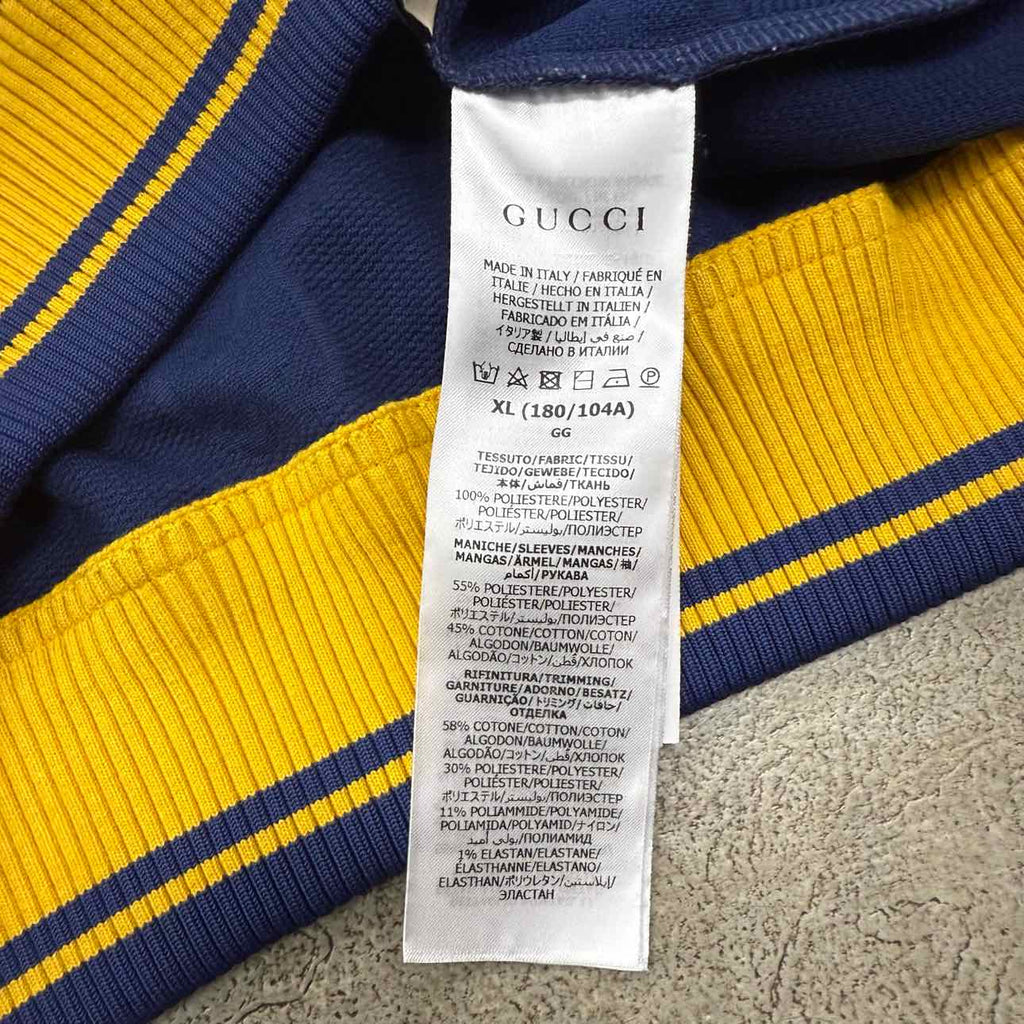 GUCCI
MADE IN ITALY / FABRIQUÉ EN
ITALIE / HECHO EN ITALIA /
HERGESTELLT IN ITALIEN /
FABRICADO EM ITÁLIA /
イタリア製 / صنع في إيطاليا /
СДЕЛАНО В ИТАЛИИ
XL (180/104A)
GG
TESSUTO/FABRIC/TISSU/
TEJIDO/GEWEBE/TECIDO/
本体/قماش/ТКАНЬ
100% POLIESTERE/POLYESTER/
POLIÉSTER/POLIESTER/
ポリエステル/بوليستر/ПОЛИЭСТЕР
MANICHE/SLEEVES/MANCHES/
MANGAS/ÄRMEL/MANGAS/袖/
أكمام/РУКАВА
55% POLIESTERE/POLYESTER/
POLIÉSTER/POLIESTER/
ポリエステル/بوليستر/ПОЛИЭСТЕР
45% COTONE/COTTON/COTON/
ALGODON/BAUMWOLLE/
ALGODÃO/コットン/قطن/ХЛОПОК
RIFINITURA/TRIMMING/
GARNITURE/ADORNO/BESATZ/
GUARNIÇÃO/トリミング/حافات/
ОТДЕЛКА
58% COTONE/COTTON/COTON/
ALGODON/BAUMWOLLE/
ALGODÃO/コットン/قطن/ХЛОПОК
30% POLIESTERE/POLYESTER/
POLIÉSTER/POLIESTER/
ポリエステル/بوليستر/ПОЛИЭСТЕР
11% POLIAMMIDE/POLYAMIDE/
POLIAMIDA/POLYAMID/ナイロン/
بولي أميد/ПОЛИАМИД
1% ELASTAN/ELASTANE/
ÉLASTHANNE/ELASTANO/
ELASTHAN/ポリウレタン/إيلاستين/
ЭЛАСТАН